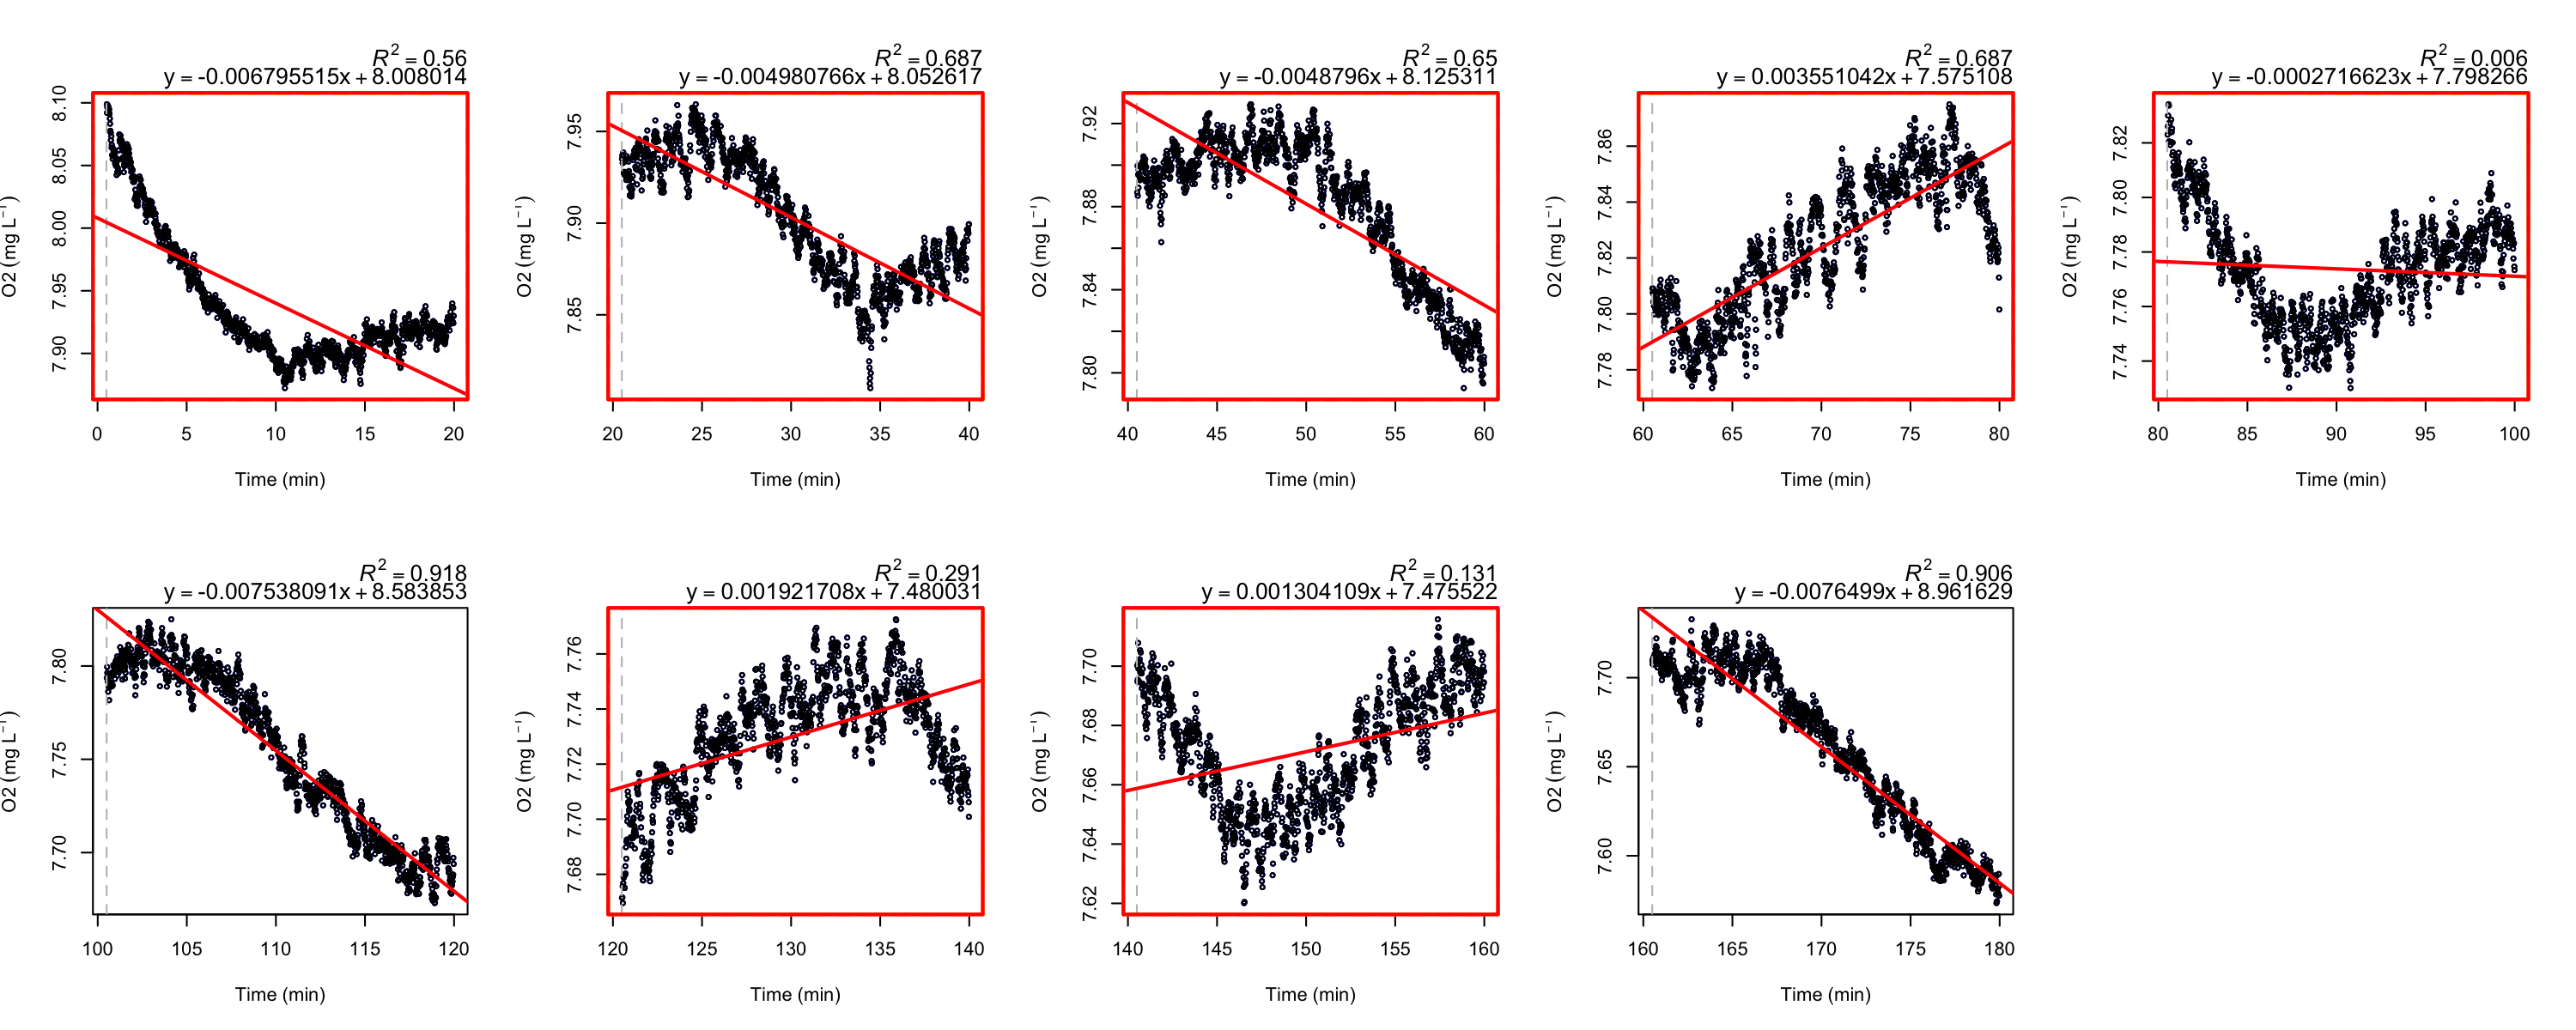 R² = 0.56
y = -0.006795515x + 8.008014
8.10
8.05
8.00
7.95
7.90
O2 (mg L⁻¹)
0 5 10 15 20
Time (min)
R² = 0.687
y = -0.004980766x + 8.052617
7.95
7.90
7.85
O2 (mg L⁻¹)
20 25 30 35 40
Time (min)
R² = 0.65
y = -0.0048796x + 8.125311
7.92
7.88
7.84
7.80
O2 (mg L⁻¹)
40 45 50 55 60
Time (min)
R² = 0.687
y = 0.003551042x + 7.575108
7.86
7.84
7.82
7.80
7.78
O2 (mg L⁻¹)
60 65 70 75 80
Time (min)
R² = 0.006
y = -0.0002716623x + 7.798266
7.82
7.80
7.78
7.76
7.74
O2 (mg L⁻¹)
80 85 90 95 100
Time (min)
R² = 0.918
y = -0.007538091x + 8.583853
7.80
7.75
7.70
O2 (mg L⁻¹)
100 105 110 115 120
Time (min)
R² = 0.291
y = 0.001921708x + 7.480031
7.76
7.74
7.72
7.70
7.68
O2 (mg L⁻¹)
120 125 130 135 140
Time (min)
R² = 0.131
y = 0.001304109x + 7.475522
7.70
7.68
7.66
7.64
7.62
O2 (mg L⁻¹)
140 145 150 155 160
Time (min)
R² = 0.906
y = -0.0076499x + 8.961629
7.70
7.65
7.60
O2 (mg L⁻¹)
160 165 170 175 180
Time (min)